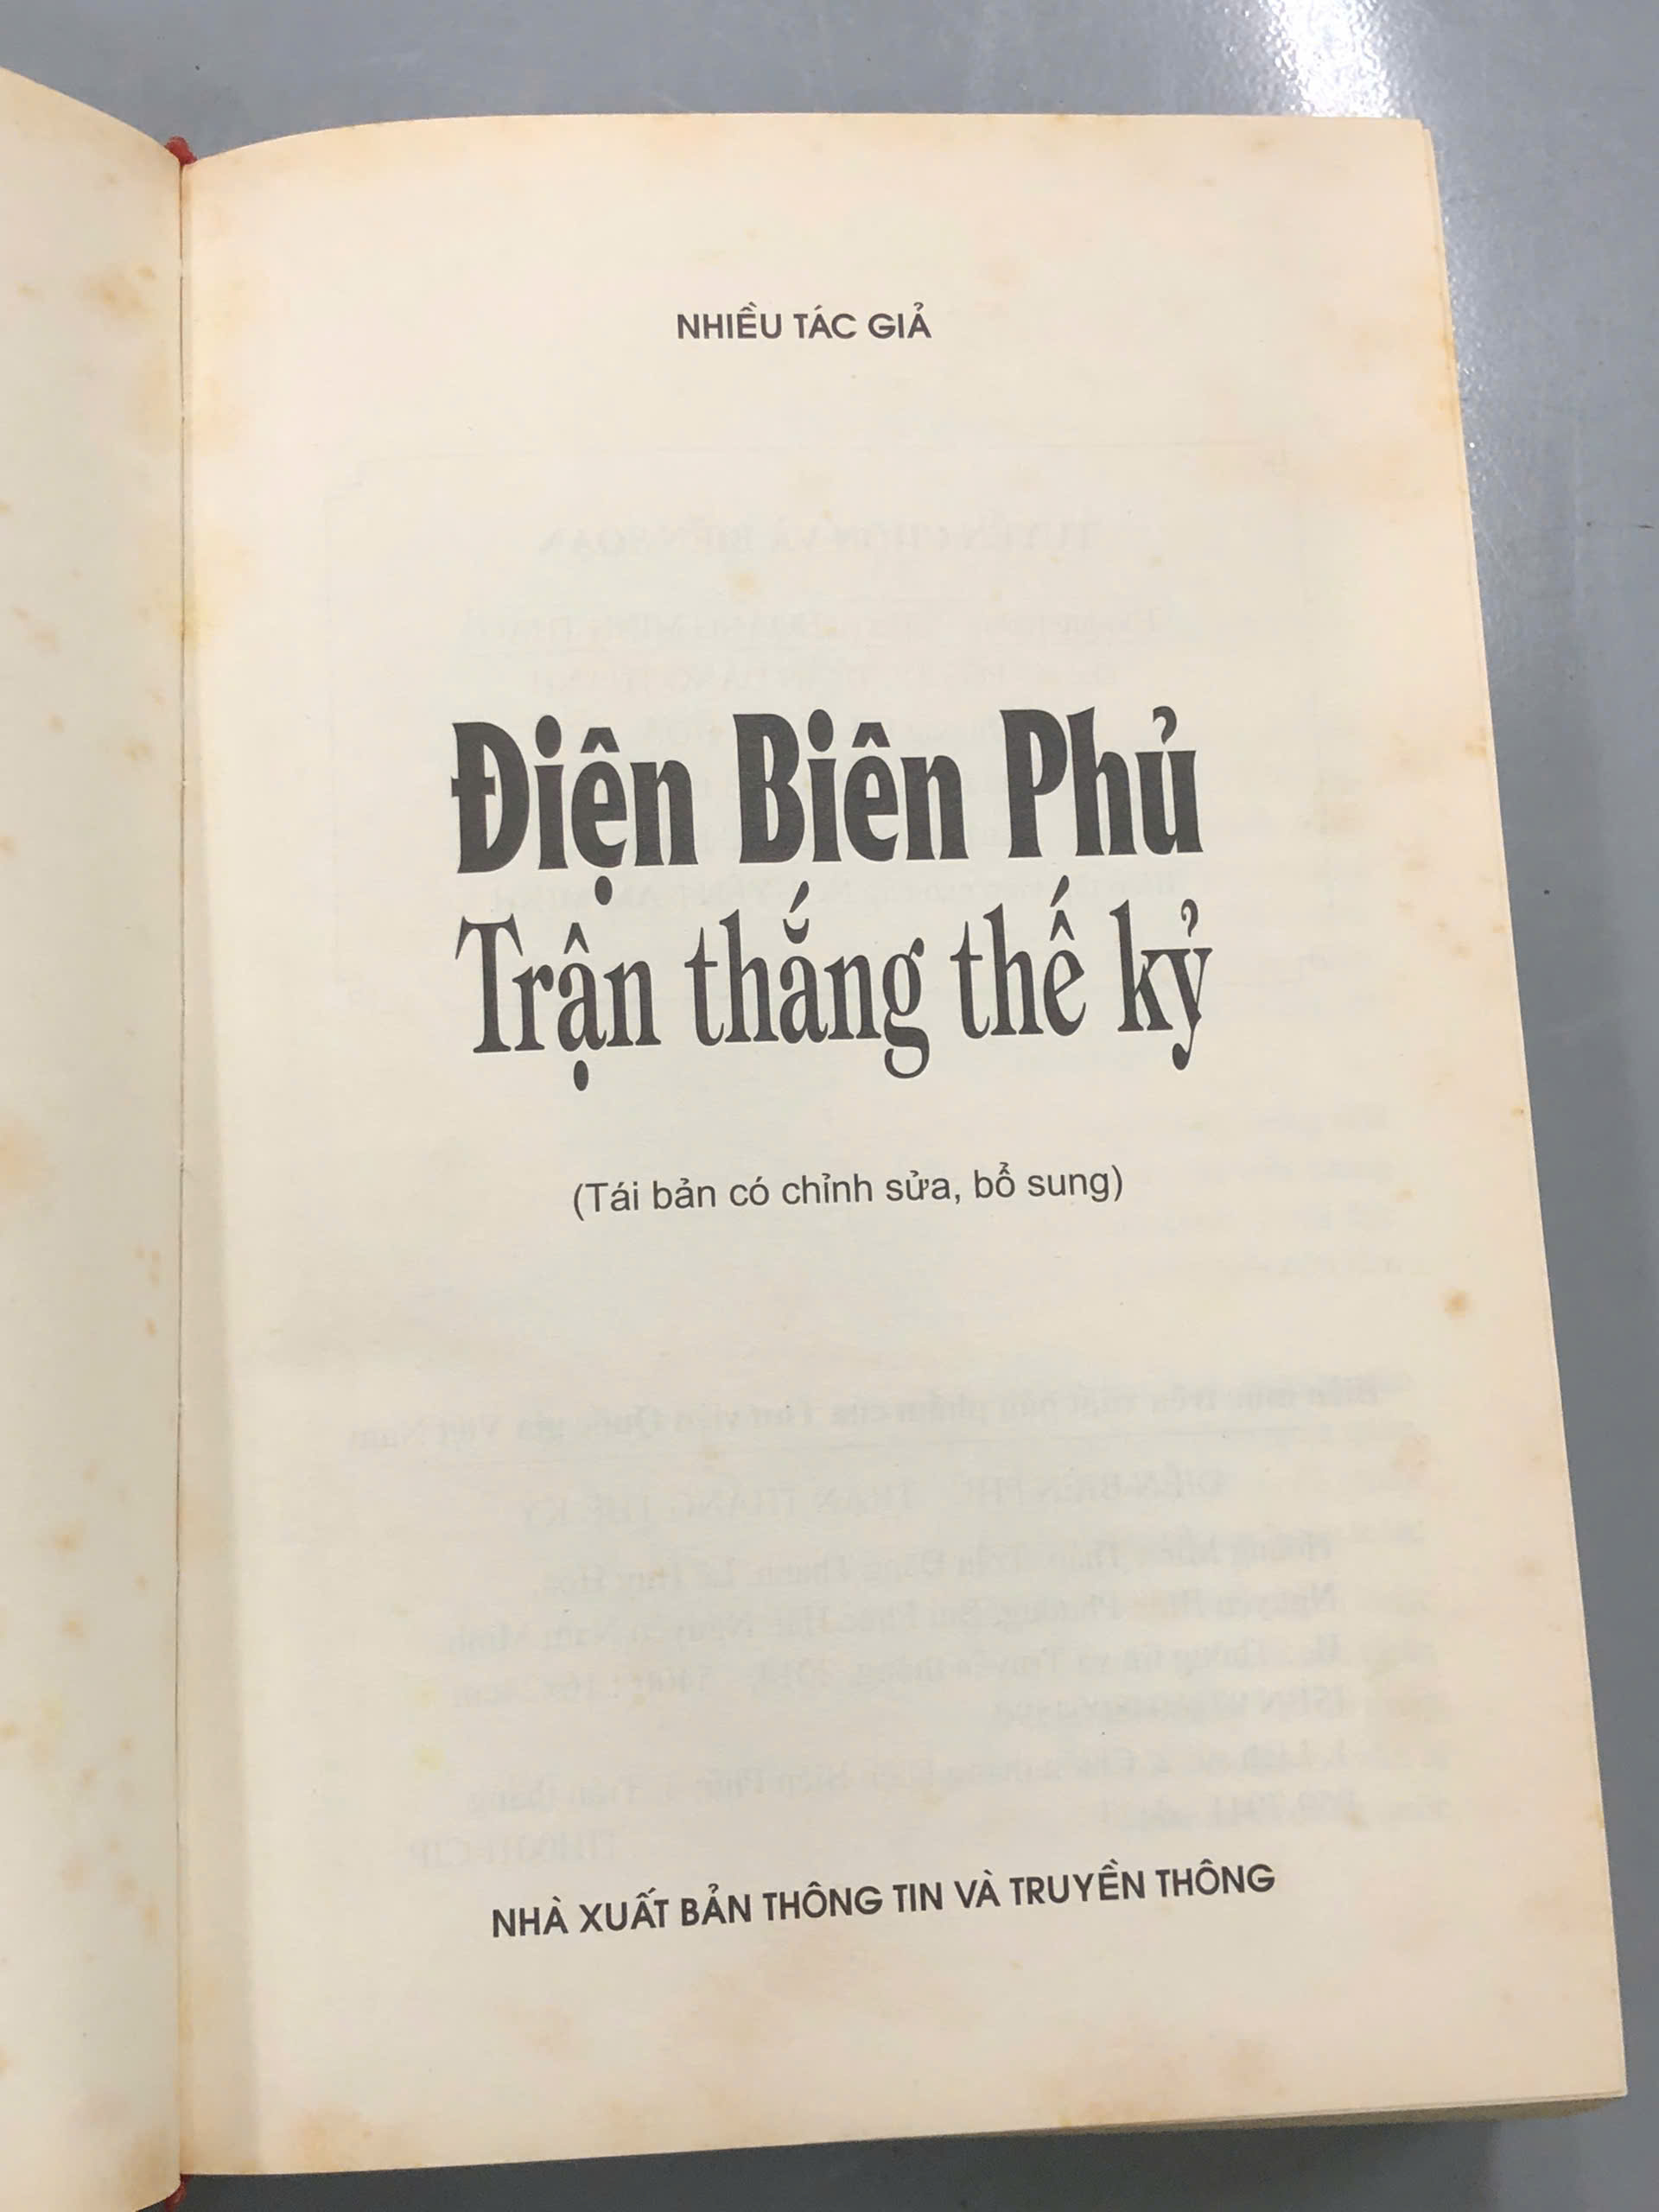 NHIỀU TÁC GIẢ
Điện Biên Phủ
Trận thắng thế kỷ
(Tái bản có chỉnh sửa, bổ sung)
NHÀ XUẤT BẢN THÔNG TIN VÀ TRUYỀN THÔNG